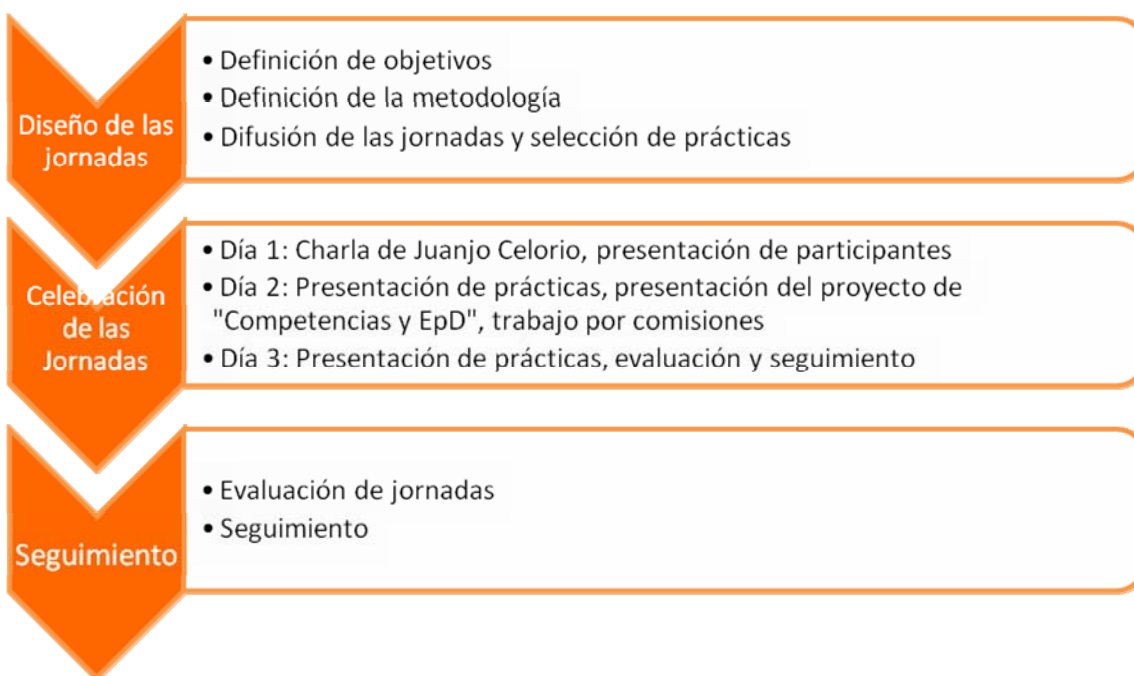 Diseño de las
jornadas
• Definición de objetivos
• Definición de la metodología
• Difusión de las jornadas y selección de prácticas
Celebración
de las
Jornadas
• Día 1: Charla de Juanjo Celorio, presentación de participantes
• Día 2: Presentación de prácticas, presentación del proyecto de
"Competencias y EpD", trabajo por comisiones
• Día 3: Presentación de prácticas, evaluación y seguimiento
Seguimiento
• Evaluación de jornadas
• Seguimiento